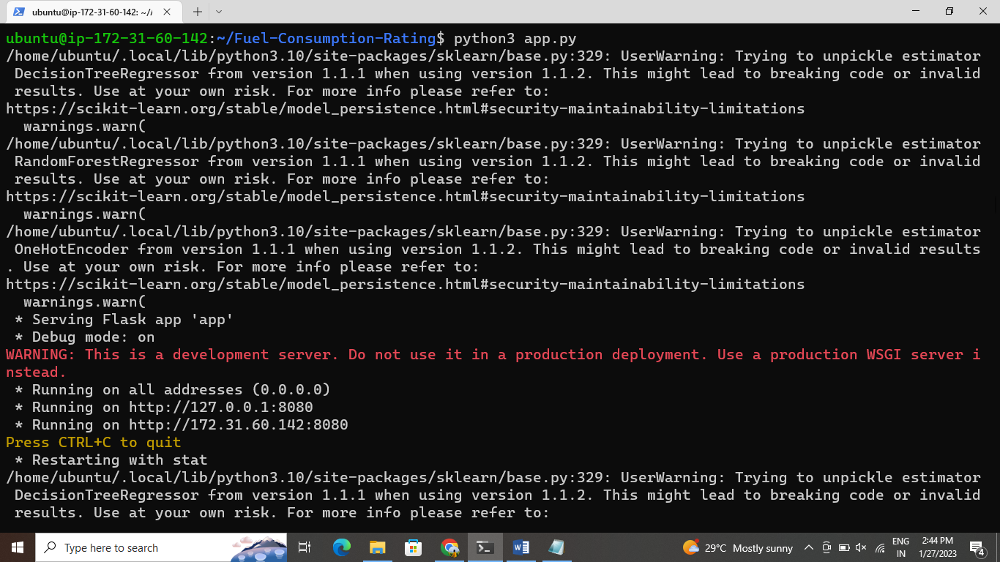 ubuntu@ip-172-31-60-142: ~/
ubuntu@ip-172-31-60-142:~/Fuel-Consumption-Rating$ python3 app.py
/home/ubuntu/.local/lib/python3.10/site-packages/sklearn/base.py:329: UserWarning: Trying to unpickle estimator
DecisionTreeRegressor from version 1.1.1 when using version 1.1.2. This might lead to breaking code or invalid
results. Use at your own risk. For more info please refer to:
https://scikit-learn.org/stable/model_persistence.html#security-maintainability-limitations
warnings.warn(
/home/ubuntu/.local/lib/python3.10/site-packages/sklearn/base.py:329: UserWarning: Trying to unpickle estimator
RandomForestRegressor from version 1.1.1 when using version 1.1.2. This might lead to breaking code or invalid
results. Use at your own risk. For more info please refer to:
https://scikit-learn.org/stable/model_persistence.html#security-maintainability-limitations
warnings.warn(
/home/ubuntu/.local/lib/python3.10/site-packages/sklearn/base.py:329: UserWarning: Trying to unpickle estimator
OneHotEncoder from version 1.1.1 when using version 1.1.2. This might lead to breaking code or invalid results
. Use at your own risk. For more info please refer to:
https://scikit-learn.org/stable/model_persistence.html#security-maintainability-limitations
warnings.warn(
* Serving Flask app 'app'
* Debug mode: on
WARNING: This is a development server. Do not use it in a production deployment. Use a production WSGI server i
nstead.
* Running on all addresses (0.0.0.0)
* Running on http://127.0.0.1:8080
* Running on http://172.31.60.142:8080
Press CTRL+C to quit
* Restarting with stat
/home/ubuntu/.local/lib/python3.10/site-packages/sklearn/base.py:329: UserWarning: Trying to unpickle estimator
DecisionTreeRegressor from version 1.1.1 when using version 1.1.2. This might lead to breaking code or invalid
results. Use at your own risk. For more info please refer to:
Type here to search
29°C Mostly sunny
ENG
IN
2:44 PM
1/27/2023
4